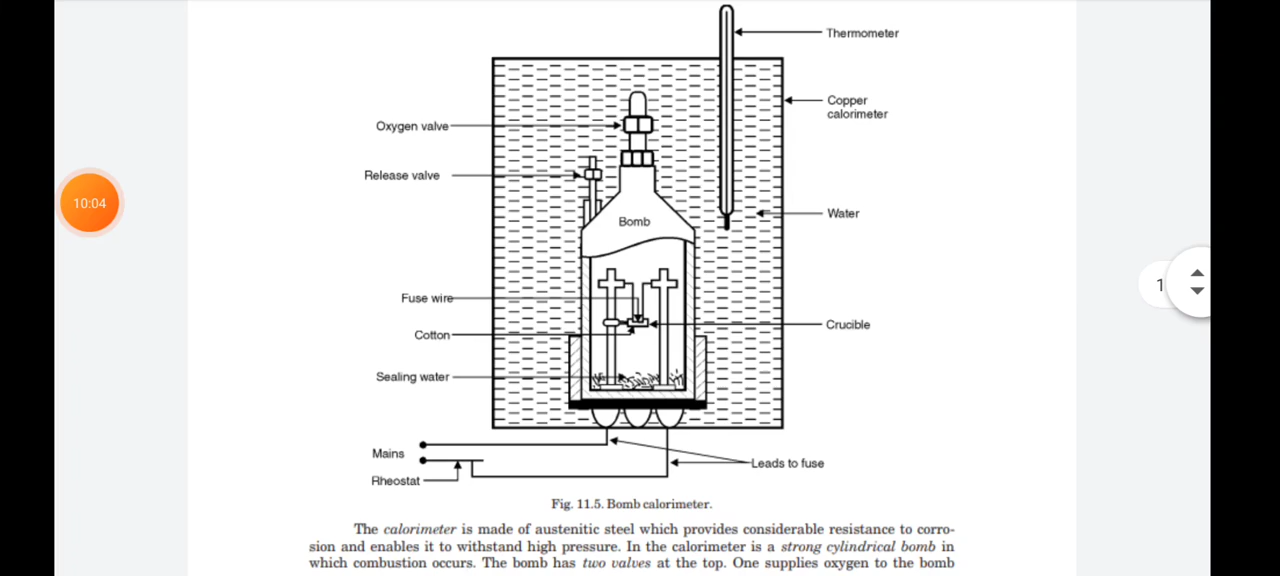 Thermometer
Copper
calorimeter
Oxygen valve
Release valve
10:04
Water
Bomb
1
Fuse wire
Crucible
Cotton
Sealing water
Mains
Leads to fuse
Rheostat
Fig. 11.5. Bomb calorimeter.
The calorimeter is made of austenitic steel which provides considerable resistance to corro-
sion and enables it to withstand high pressure. In the calorimeter is a strong cylindrical bomb in
which combustion occurs. The bomb has two valves at the top. One supplies oxygen to the bomb